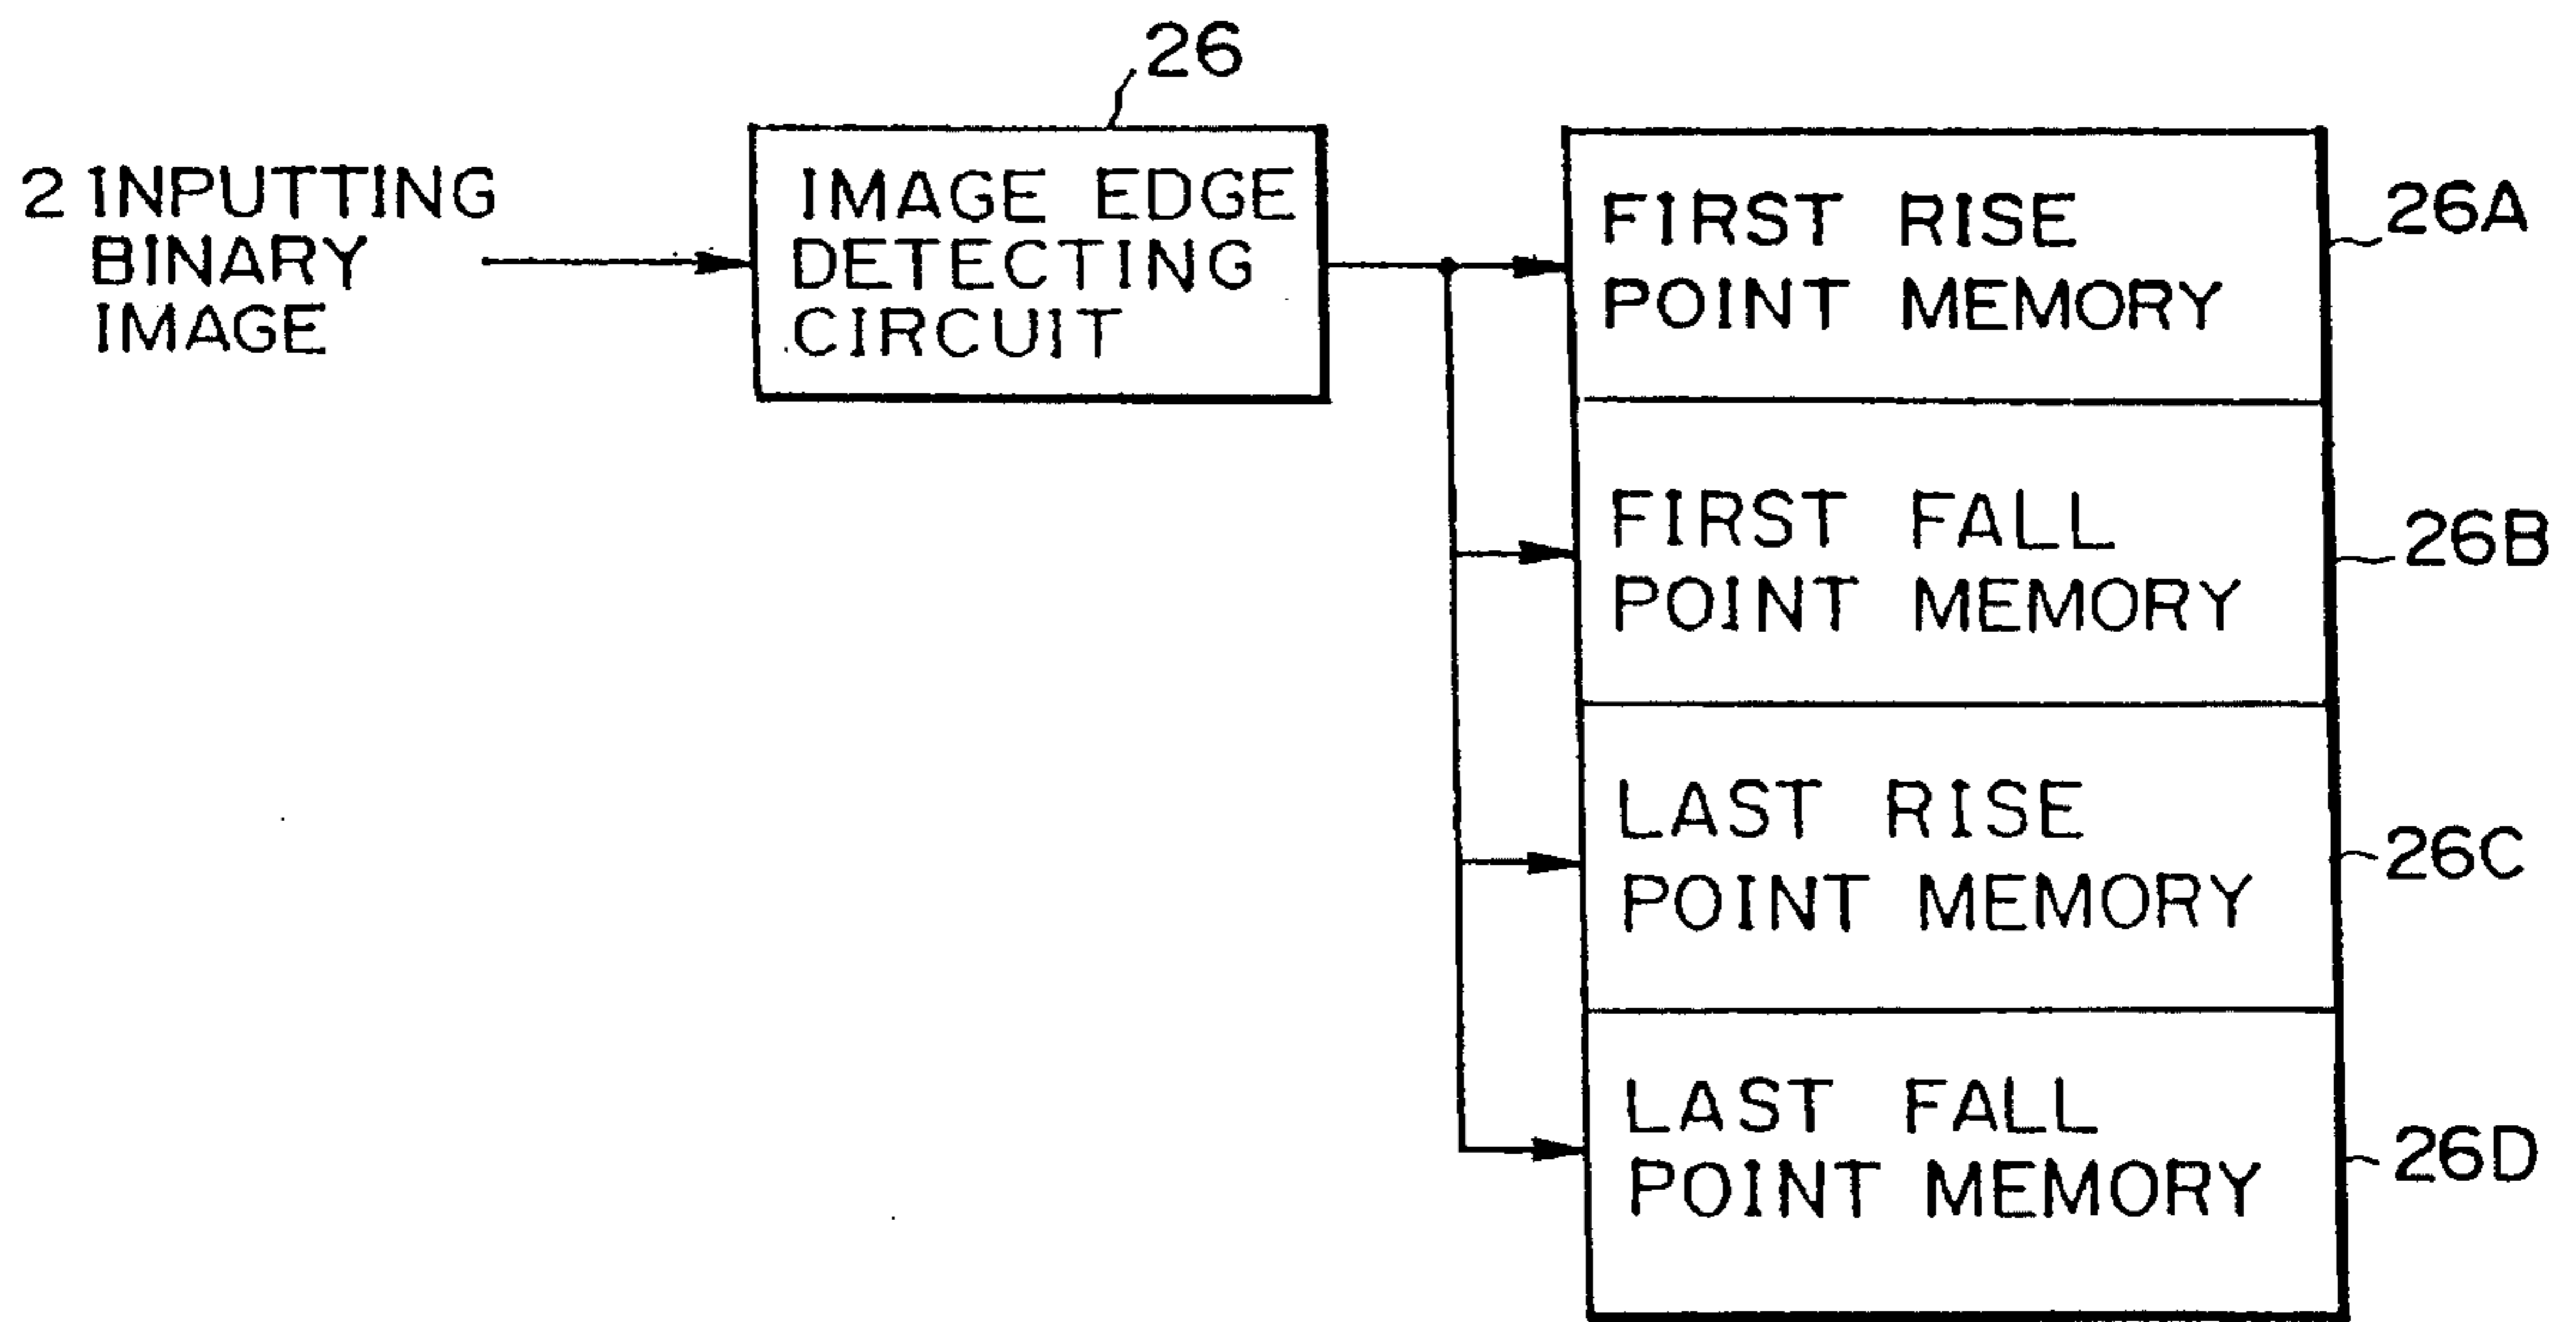 26
2 INPUTTING
BINARY
IMAGE
IMAGE EDGE
DETECTING
CIRCUIT
FIRST RISE
POINT MEMORY
26A
FIRST FALL
POINT MEMORY
26B
LAST RISE
POINT MEMORY
26C
LAST FALL
POINT MEMORY
26D